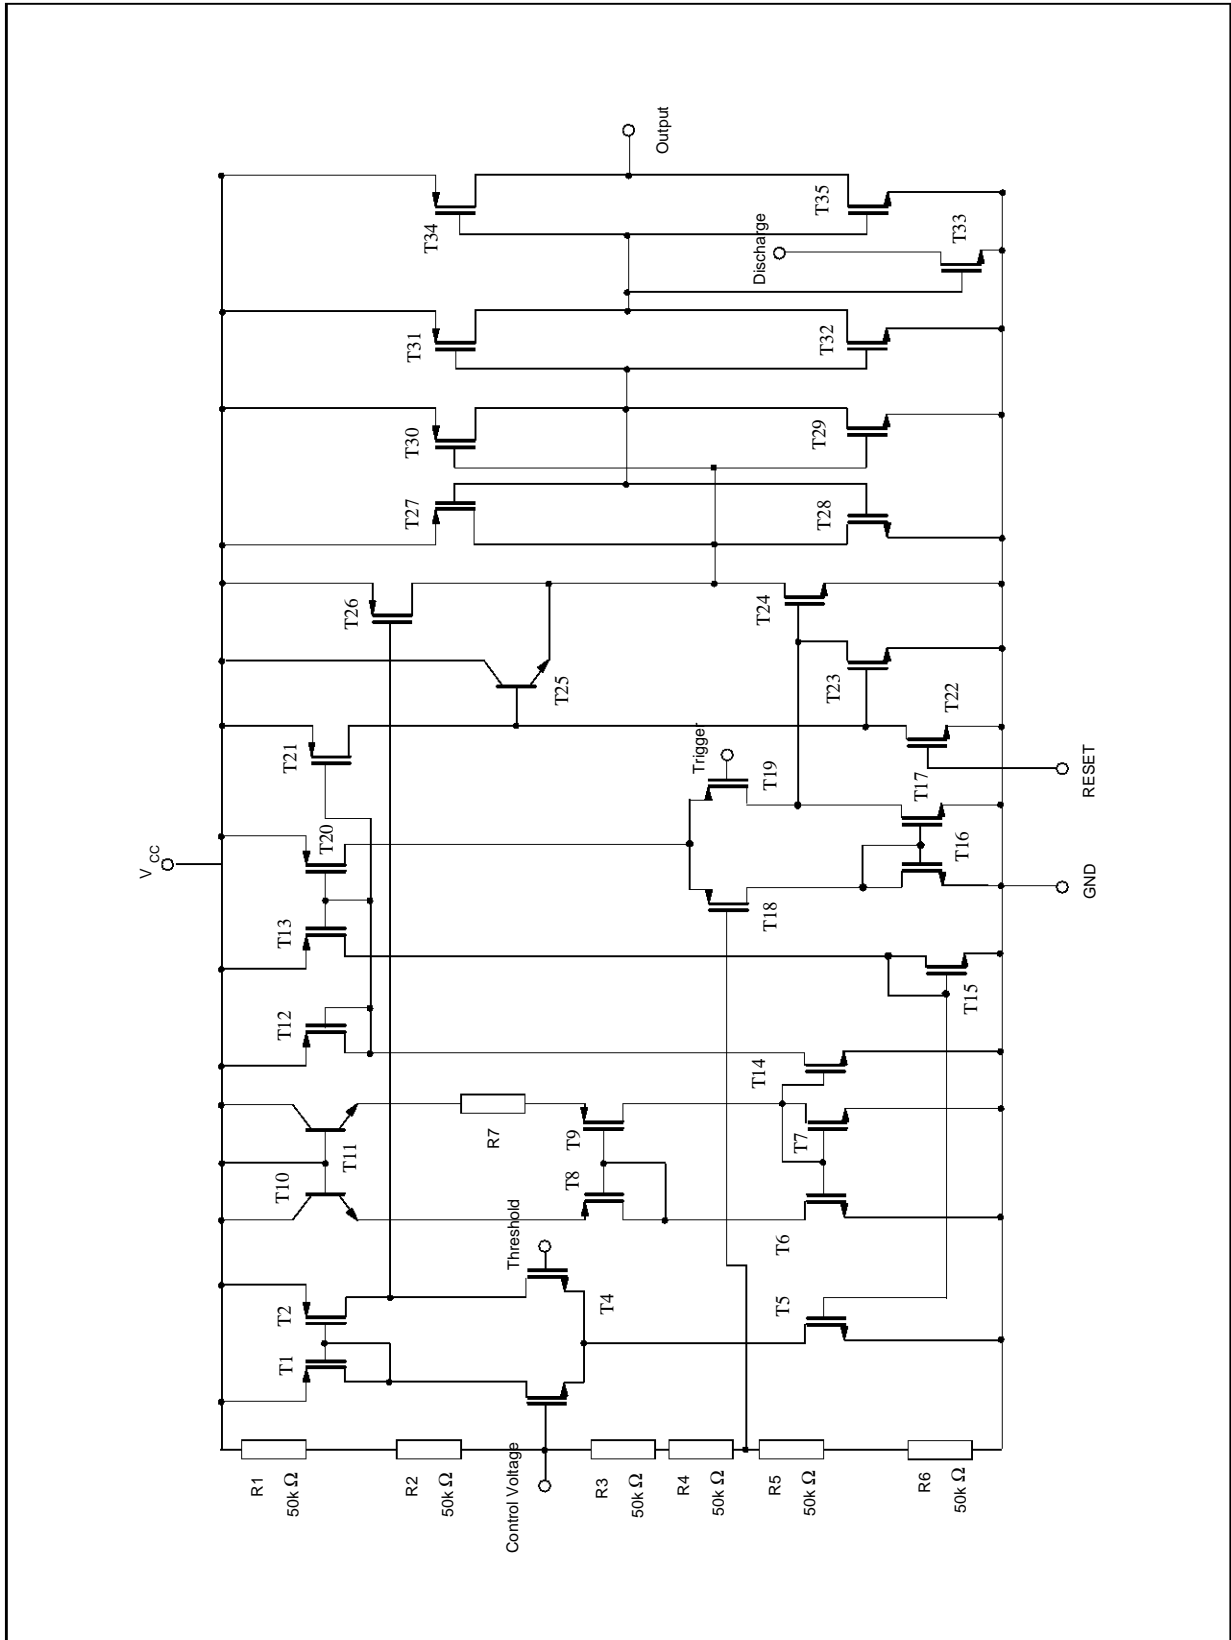 Output
T34
T35
Discharge
T33
T31
T32
T30
T29
T27
T28
T26
T24
T25
T23
T22
T21
Trigger
T19
T17
RESET
V CC
T20
T16
T18
GND
T13
T15
T12
T14
R7
T9
T7
T11
T10
T8
T6
Threshold
T4
T2
T5
T1
Control Voltage
R1
50k Ω
R2
50k Ω
R3
50k Ω
R4
50k Ω
R5
50k Ω
R6
50k Ω